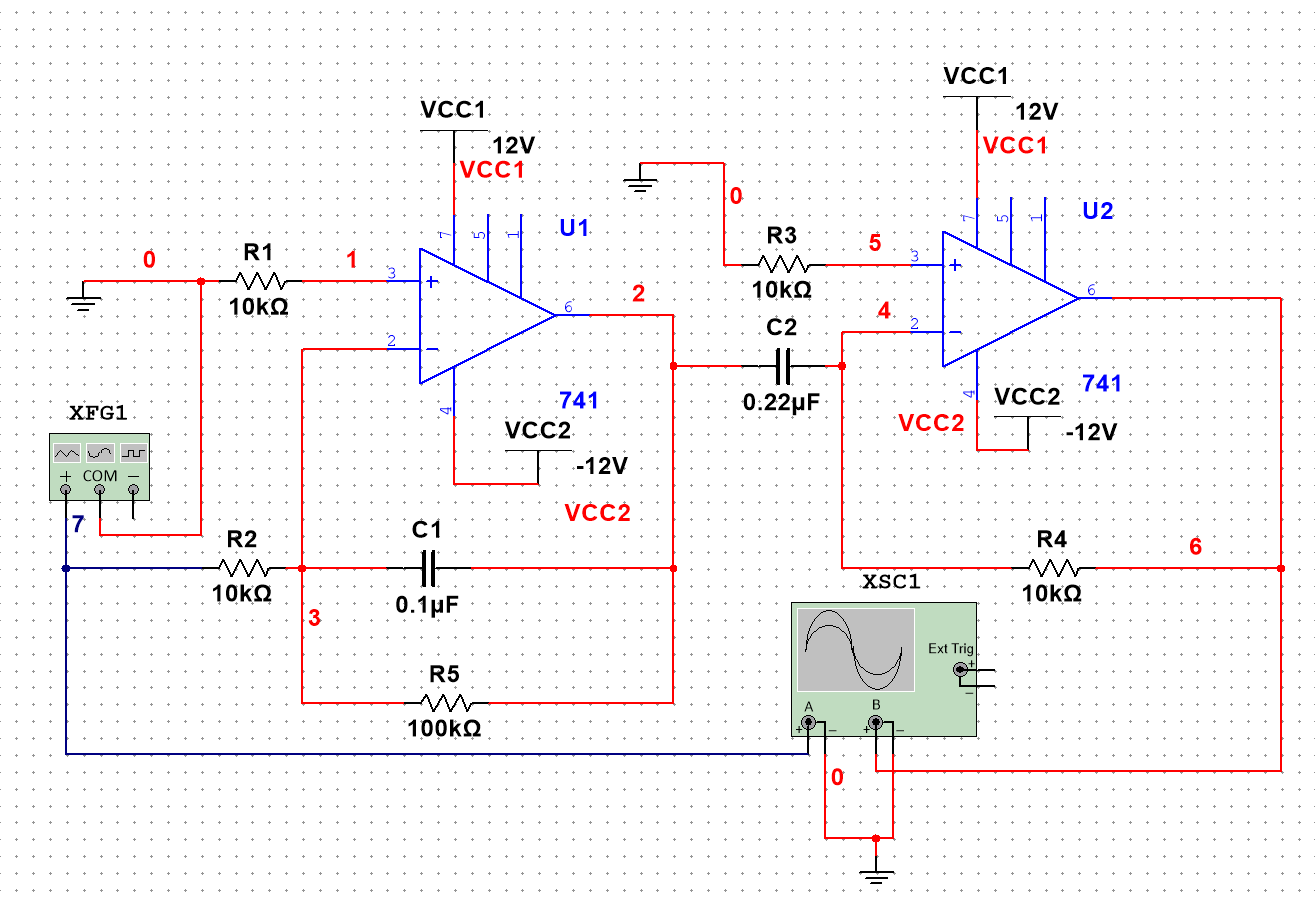 VCC1
12V
VCC1
VCC1
12V
VCC1
0
U2
7
5
1
U1
7
5
1
0
R1
1
3
+
10kΩ
2
−
6
2
R3
5
3
+
10kΩ
4
2
−
6
C2
0.22µF
741
4
VCC2
-12V
VCC2
741
4
VCC2
-12V
VCC2
XFG1
+ COM −
7
R2
10kΩ
C1
0.1µF
3
R4
10kΩ
6
R5
100kΩ
XSC1
Ext Trig
+
−
A
B
+ −
+ −
0